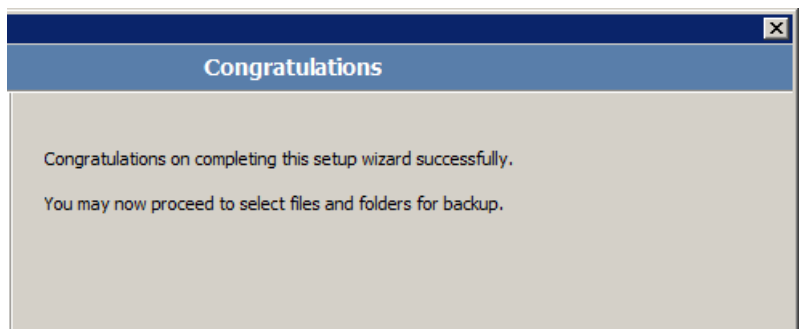 Congratulations
Congratulations on completing this setup wizard successfully.
You may now proceed to select files and folders for backup.